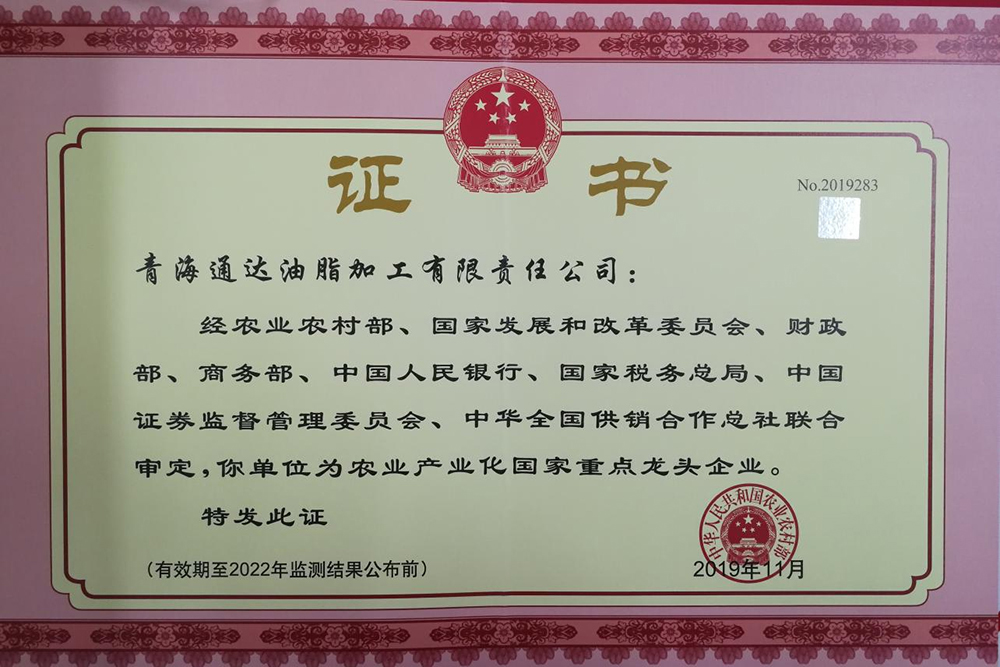 证书
No.2019283
青海通达油脂加工有限责任公司：
经农业农村部、国家发展和改革委员会、财政
部、商务部、中国人民银行、国家税务总局、中国
证券监督管理委员会、中华全国供销合作总社联合
审定，你单位为农业产业化国家重点龙头企业。
特发此证
中华人民共和国农业农村部
（有效期至2022年监测结果公布前）
2019年11月